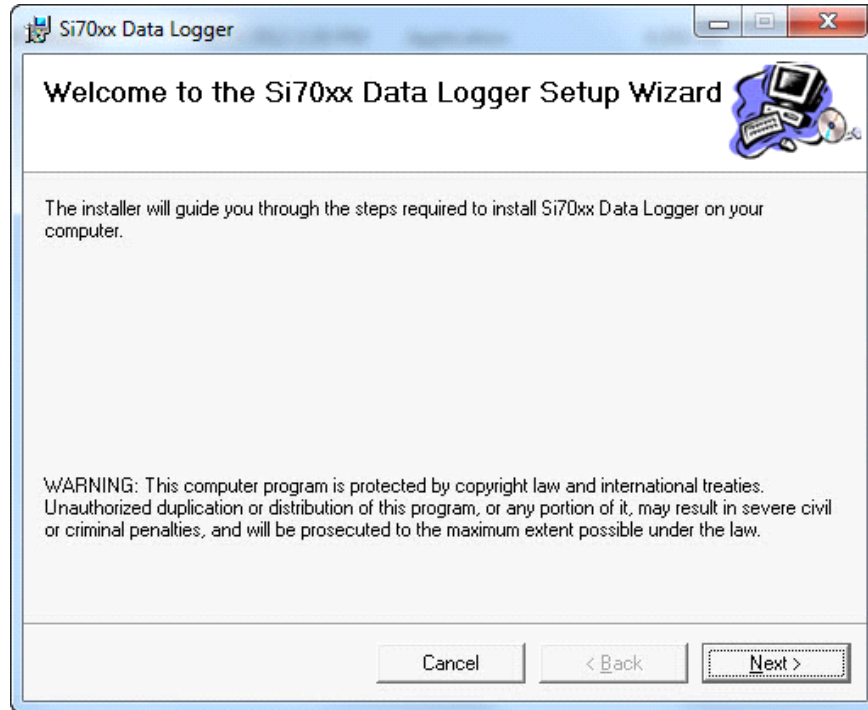 Si70xx Data Logger
Welcome to the Si70xx Data Logger Setup Wizard
The installer will guide you through the steps required to install Si70xx Data Logger on your
computer.
WARNING: This computer program is protected by copyright law and international treaties.
Unauthorized duplication or distribution of this program, or any portion of it, may result in severe civil
or criminal penalties, and will be prosecuted to the maximum extent possible under the law.
Cancel
< Back
Next >